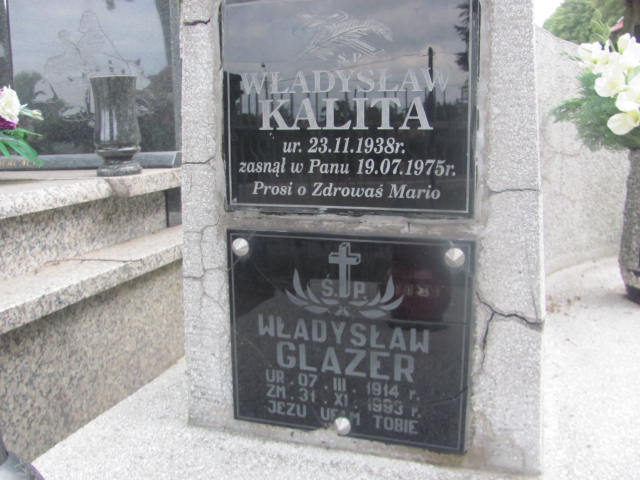 Ś.P.
WŁADYSŁAW
KALITA
ur. 23.11.1938r.
zasnął w Panu 19.07.1975r.
Prosi o Zdrowaś Mario
Ś.P.
WŁADYSŁAW
GLAZER
UR. 07. III. 1914 r.
ZM. 31. XI. 1993 r.
JEZU UFAM TOBIE